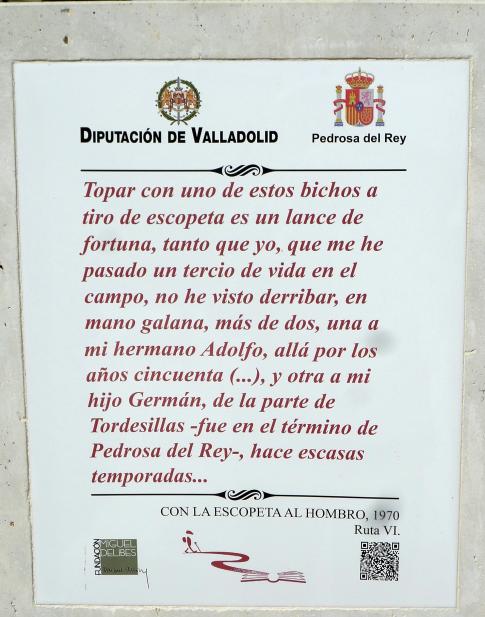 DIPUTACIÓN DE VALLADOLID
Pedrosa del Rey
Topar con uno de estos bichos a
tiro de escopeta es un lance de
fortuna, tanto que yo, que me he
pasado un tercio de vida en el
campo, no he visto derribar, en
mano galana, más de dos, una a
mi hermano Adolfo, allá por los
años cincuenta (...), y otra a mi
hijo Germán, de la parte de
Tordesillas -fue en el término de
Pedrosa del Rey-, hace escasas
temporadas...
CON LA ESCOPETA AL HOMBRO, 1970
Ruta VI.
FUNDACIÓN
MIGUEL
DELIBES